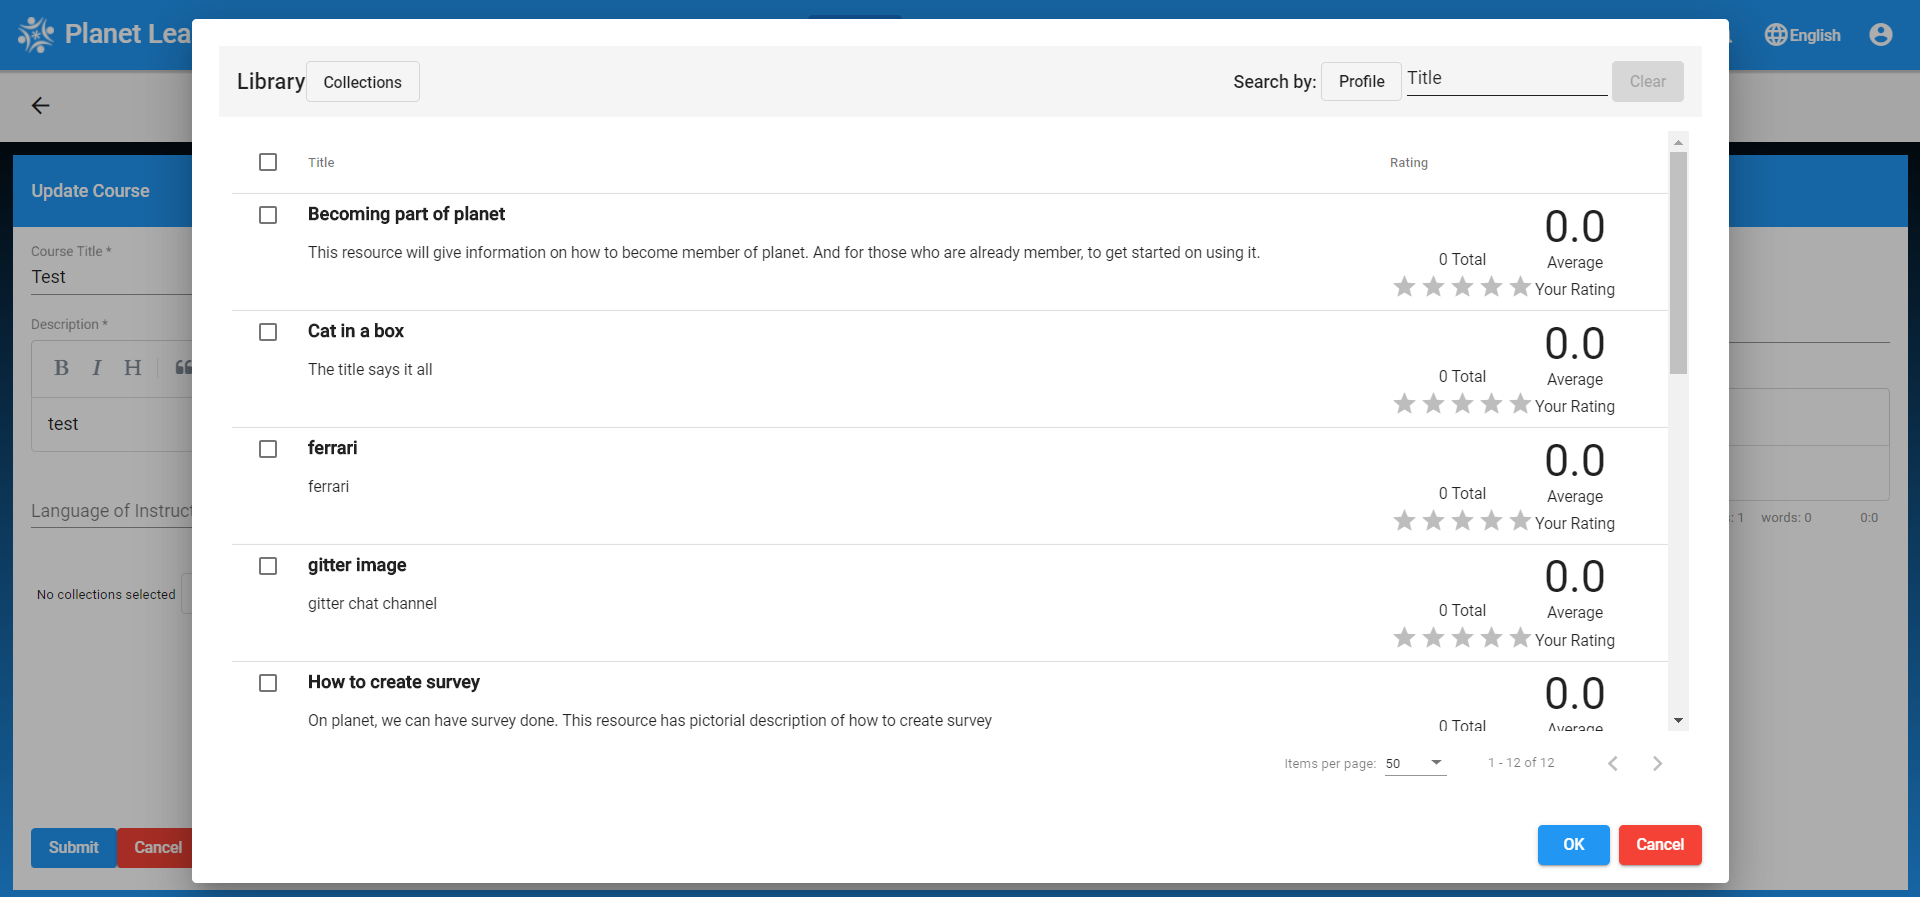 Planet Lea
English
Update Course
Course Title *
Test
Description *
B I H
test
Language of Instruct
No collections selected
Submit Cancel
: 1 words: 0 0:0
Library Collections Search by: Profile Title Clear
Title Rating
Becoming part of planet
This resource will give information on how to become member of planet. And for those who are already member, to get started on using it.
0.0
0 Total Average
Your Rating
Cat in a box
The title says it all
0.0
0 Total Average
Your Rating
ferrari
ferrari
0.0
0 Total Average
Your Rating
gitter image
gitter chat channel
0.0
0 Total Average
Your Rating
How to create survey
On planet, we can have survey done. This resource has pictorial description of how to create survey
0.0
0 Total Average
Items per page: 50 1 - 12 of 12
OK Cancel